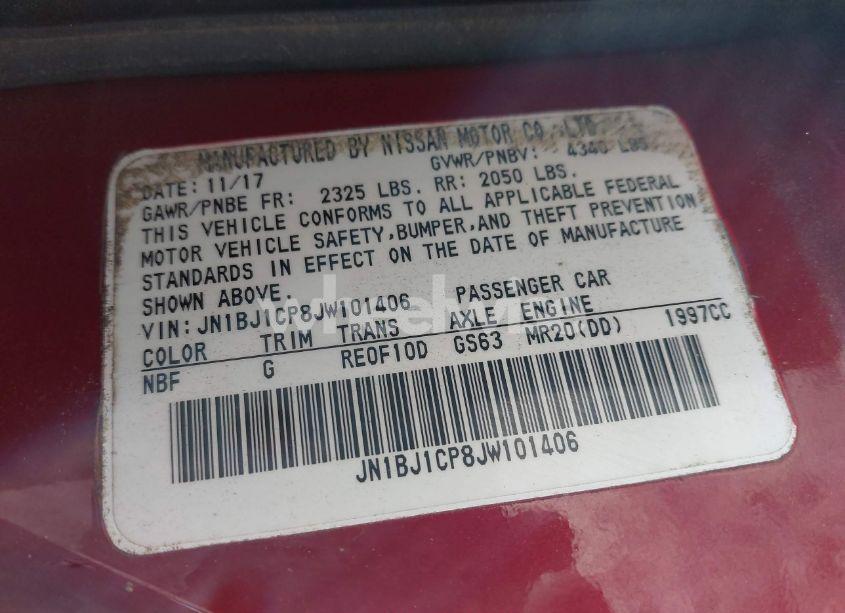 MANUFACTURED BY NISSAN MOTOR CO.,LTD
DATE: 11/17 GVWR/PNBV: 4340 LBS
GAWR/PNBE FR: 2325 LBS. RR: 2050 LBS.
THIS VEHICLE CONFORMS TO ALL APPLICABLE FEDERAL
MOTOR VEHICLE SAFETY,BUMPER,AND THEFT PREVENTION
STANDARDS IN EFFECT ON THE DATE OF MANUFACTURE
SHOWN ABOVE.
VIN: JN1BJ1CP8JW101406 PASSENGER CAR
COLOR TRIM TRANS AXLE ENGINE
NBF G RE0F10D GS63 MR20(DD) 1997CC
JN1BJ1CP8JW101406